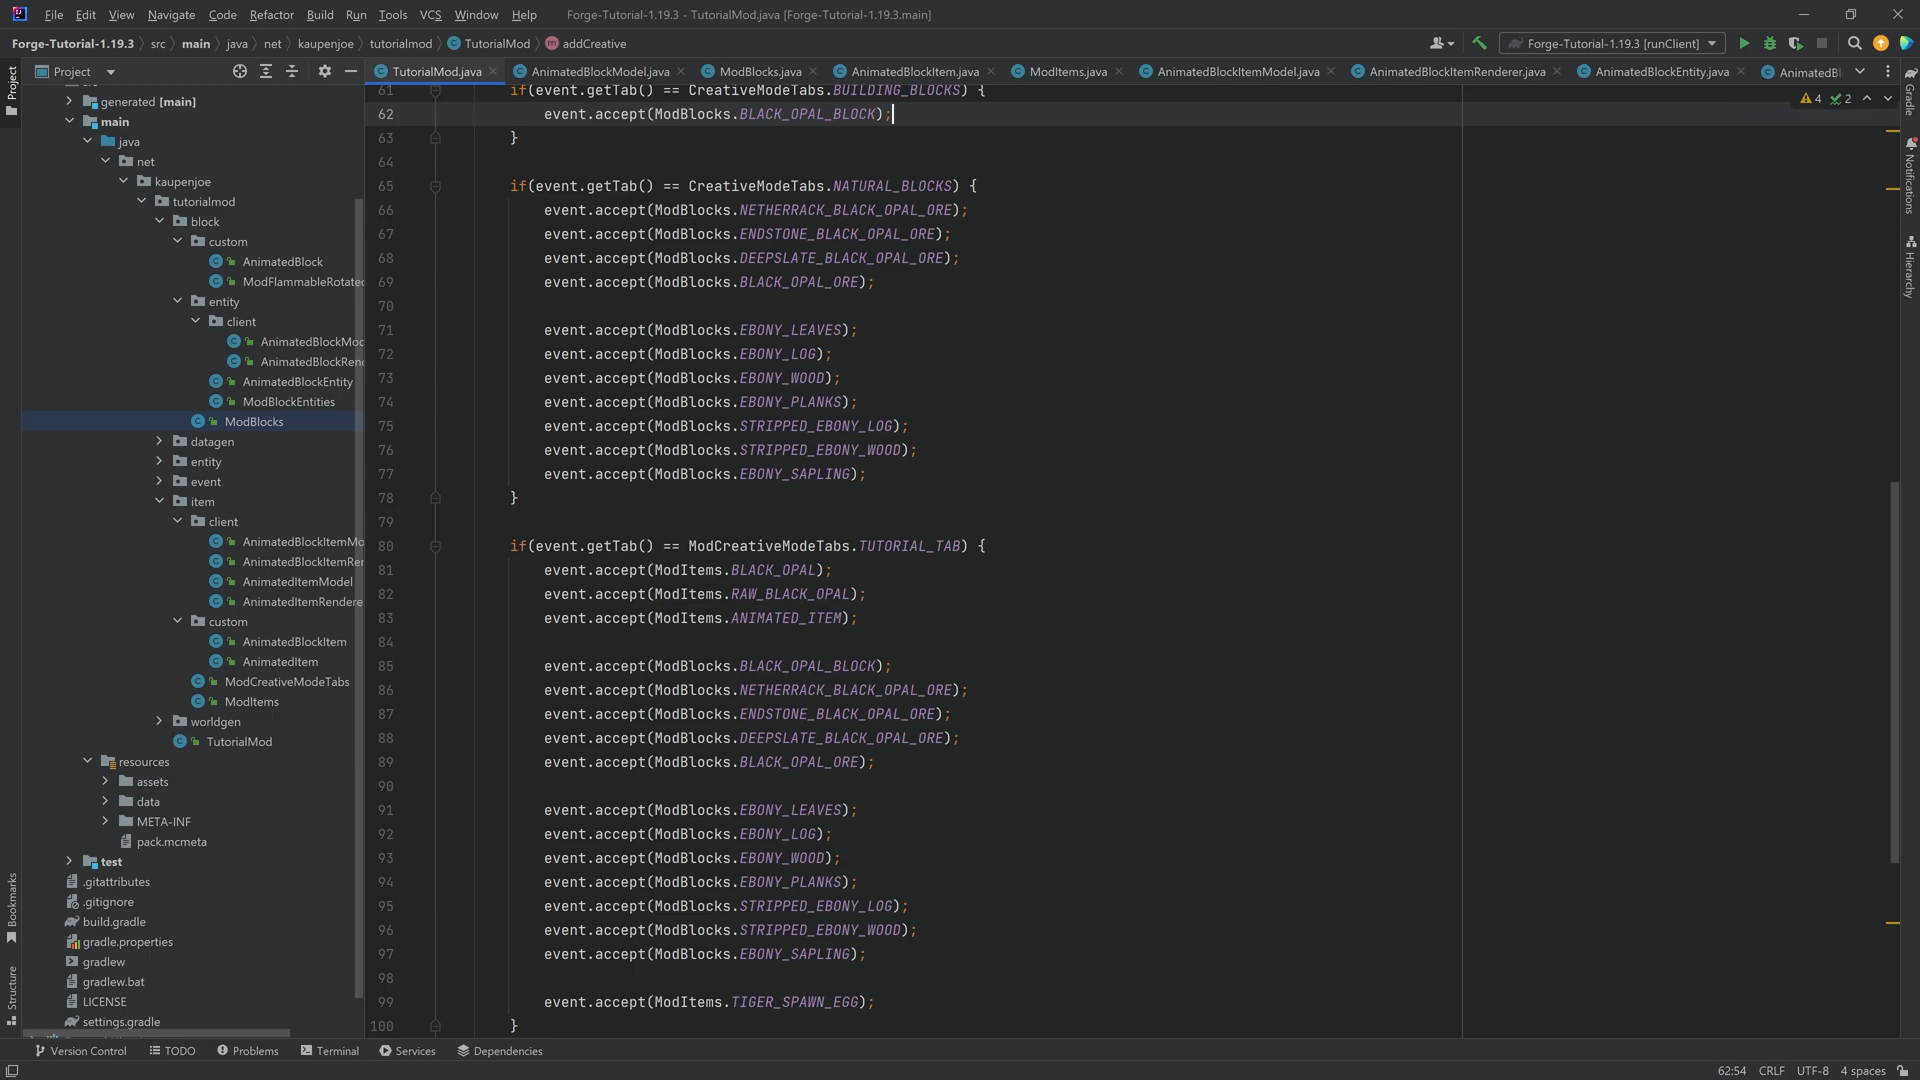 File Edit View Navigate Code Refactor Build Run Tools VCS Window Help Forge-Tutorial-1.19.3 - TutorialMod.java [Forge-Tutorial-1.19.3.main]
Forge-Tutorial-1.19.3 src main java net kaupenjoe tutorialmod TutorialMod addCreative Forge-Tutorial-1.19.3 [runClient]
Project TutorialMod.java AnimatedBlockModel.java ModBlocks.java AnimatedBlockItem.java ModItems.java AnimatedBlockItemModel.java AnimatedBlockItemRenderer.java AnimatedBlockEntity.java AnimatedBl
Project
Gradle
Notifications
Hierarchy
Bookmarks
Structure
4 2
generated [main]
main
java
net
kaupenjoe
tutorialmod
block
custom
AnimatedBlock
ModFlammableRotated
entity
client
AnimatedBlockMod
AnimatedBlockRen
AnimatedBlockEntity
ModBlockEntities
ModBlocks
datagen
entity
event
item
client
AnimatedBlockItemMo
AnimatedBlockItemRer
AnimatedItemModel
AnimatedItemRendere
custom
AnimatedBlockItem
AnimatedItem
ModCreativeModeTabs
ModItems
worldgen
TutorialMod
resources
assets
data
META-INF
pack.mcmeta
test
.gitattributes
.gitignore
build.gradle
gradle.properties
gradlew
gradlew.bat
LICENSE
settings.gradle
61 if(event.getTab() == CreativeModeTabs.BUILDING_BLOCKS) {
62 event.accept(ModBlocks.BLACK_OPAL_BLOCK);
63 }
64
65 if(event.getTab() == CreativeModeTabs.NATURAL_BLOCKS) {
66 event.accept(ModBlocks.NETHERRACK_BLACK_OPAL_ORE);
67 event.accept(ModBlocks.ENDSTONE_BLACK_OPAL_ORE);
68 event.accept(ModBlocks.DEEPSLATE_BLACK_OPAL_ORE);
69 event.accept(ModBlocks.BLACK_OPAL_ORE);
70
71 event.accept(ModBlocks.EBONY_LEAVES);
72 event.accept(ModBlocks.EBONY_LOG);
73 event.accept(ModBlocks.EBONY_WOOD);
74 event.accept(ModBlocks.EBONY_PLANKS);
75 event.accept(ModBlocks.STRIPPED_EBONY_LOG);
76 event.accept(ModBlocks.STRIPPED_EBONY_WOOD);
77 event.accept(ModBlocks.EBONY_SAPLING);
78 }
79
80 if(event.getTab() == ModCreativeModeTabs.TUTORIAL_TAB) {
81 event.accept(ModItems.BLACK_OPAL);
82 event.accept(ModItems.RAW_BLACK_OPAL);
83 event.accept(ModItems.ANIMATED_ITEM);
84
85 event.accept(ModBlocks.BLACK_OPAL_BLOCK);
86 event.accept(ModBlocks.NETHERRACK_BLACK_OPAL_ORE);
87 event.accept(ModBlocks.ENDSTONE_BLACK_OPAL_ORE);
88 event.accept(ModBlocks.DEEPSLATE_BLACK_OPAL_ORE);
89 event.accept(ModBlocks.BLACK_OPAL_ORE);
90
91 event.accept(ModBlocks.EBONY_LEAVES);
92 event.accept(ModBlocks.EBONY_LOG);
93 event.accept(ModBlocks.EBONY_WOOD);
94 event.accept(ModBlocks.EBONY_PLANKS);
95 event.accept(ModBlocks.STRIPPED_EBONY_LOG);
96 event.accept(ModBlocks.STRIPPED_EBONY_WOOD);
97 event.accept(ModBlocks.EBONY_SAPLING);
98
99 event.accept(ModItems.TIGER_SPAWN_EGG);
100 }
Version Control TODO Problems Terminal Services Dependencies
62:54 CRLF UTF-8 4 spaces